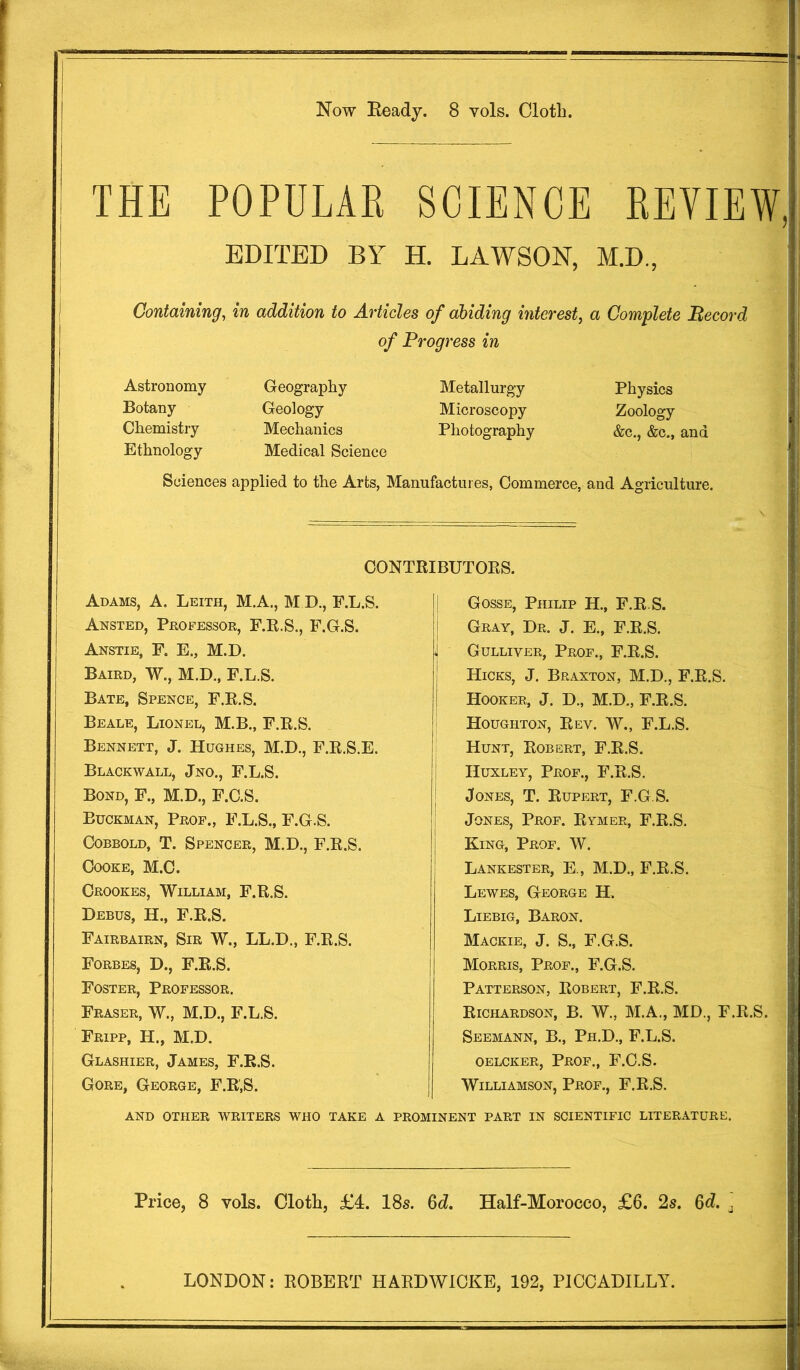 Now Ready. 8 vols. Cloth.
THE POPULAR SCIENCE REVIEW,
EDITED BY H. LAWSON, M.D.,
Containing, in addition to Articles of abiding interest, a Complete Record
of Progress in
Astronomy Geography Metallurgy Physics
Botany Geology Microscopy Zoology
Chemistry Mechanics Photography &c., &c., and
Ethnology Medical Science
Sciences applied to the Arts, Manufactures, Commerce, and Agriculture.
CONTRIBUTORS.
ADAMS, A. LEITH, M.A., M D., F.L.S.
ANSTED, PROFESSOR, F.R.S., F.G.S.
ANSTIE, F. E., M.D.
BAIRD, W., M.D., F.L.S.
BATE, SPENCE, F.R.S.
BEALE, LIONEL, M.B., F.R.S.
BENNETT, J. HUGHES, M.D., F.R.S.E.
BLACKWALL, JNO., F.L.S.
BOND, F., M.D., F.C.S.
BUCKMAN, PROF., F.L.S., F.G.S.
COBBOLD, T. SPENCER, M.D., F.R.S.
COOKE, M.C.
CROOKES, WILLIAM, F.R.S.
DEBUS, H., F.R.S.
FAIRBAIRN, SIR W., LL.D., F.R.S.
FORBES, D., F.R.S.
FOSTER, PROFESSOR.
FRASER, W., M.D., F.L.S.
FRIPP, H., M.D.
GLASHIER, JAMES, F.R.S.
GORE, GEORGE, F.R,S.
GOSSE, PHILIP H., F.R.S.
GRAY, DR. J. E., F.R.S.
GULLIVER, PROF., F.R.S.
HICKS, J. BRAXTON, M.D., F.R.S.
HOOKER, J. D., M.D., F.R.S.
HOUGHTON, REV. W., F.L.S.
HUNT, ROBERT, F.R.S.
HUXLEY, PROF., F.R.S.
JONES, T. RUPERT, F.G.S.
JONES, PROF. RYMER, F.R.S.
KING, PROF. W.
LANKESTER, E., M.D., F.R.S.
LEWES, GEORGE H.
LIEBIG, BARON.
MACKIE, J. S., F.G.S.
MORRIS, PROF., F.G.S.
PATTERSON, ROBERT, F.R.S.
RICHARDSON, B. W., M.A., MD., F.R.S.
SEEMANN, B., PH.D., F.L.S.
OELCKER, PROF., F.C.S.
WILLIAMSON, PROF., F.R.S.
AND OTHER WRITERS WHO TAKE A PROMINENT PART IN SCIENTIFIC LITERATURE.
Price, 8 vols. Cloth, £4. 18s. 6d. Half-Morocco, £6. 2s. 6d.
LONDON: ROBERT HARDWICKE, 192, PICCADILLY.